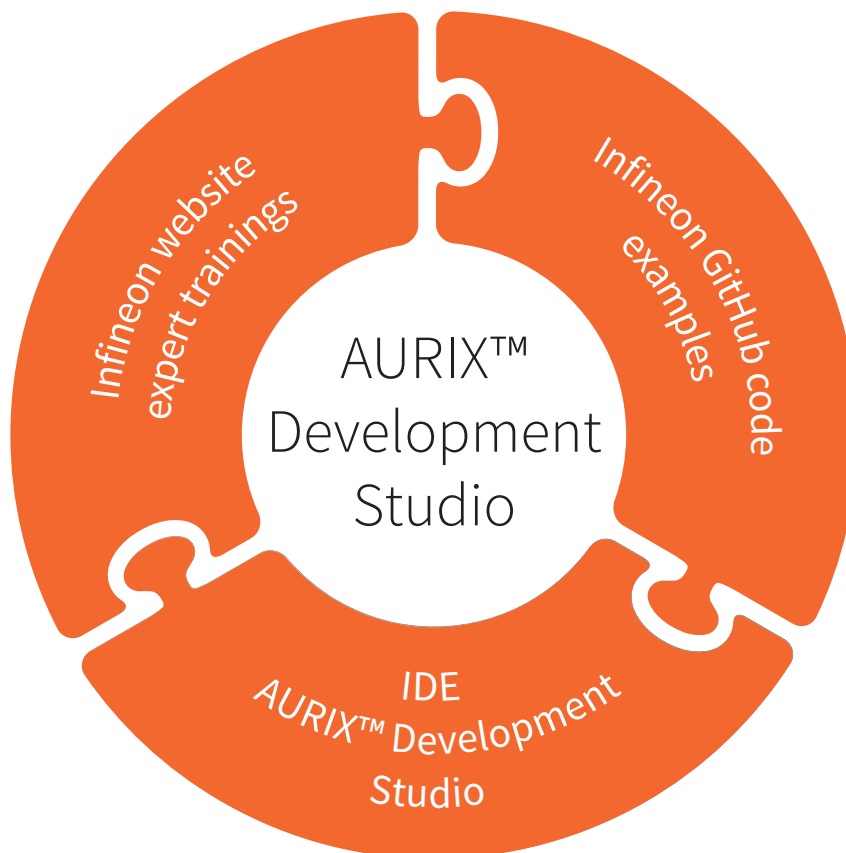 Infineon website
expert trainings
Infineon GitHub code
examples
AURIX™
Development
Studio
IDE
AURIX™ Development
Studio